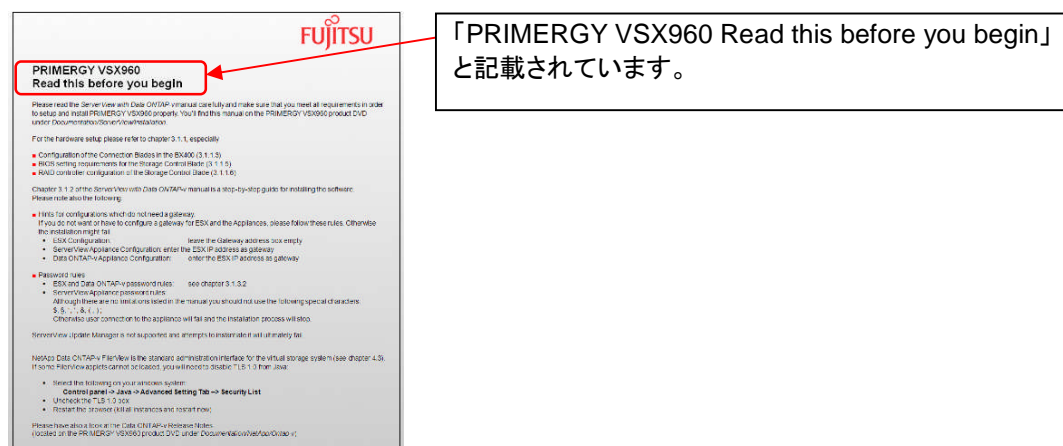 FUJITSU
「PRIMERGY VSX960 Read this before you begin」
と記載されています。
PRIMERGY VSX960
Read this before you begin
Please read the ServerView with Data ONTAP-v manual carefully and make sure that you meet all requirements in order
to setup and install PRIMERGY VSX960 properly. You'll find this manual on the PRIMERGY VSX960 product DVD
under Documentation/ServerView/Installation.
For the hardware setup please refer to chapter 3.1.1, especially
■ Configuration of the Connection Blades in the BX400 (3.1.1.3)
■ BIOS setting requirements for the Storage Control Blade (3.1.1.5)
■ RAID controller configuration of the Storage Control Blade (3.1.1.6)
Chapter 3.1.2 of the ServerView with Data ONTAP-v manual is a step-by-step guide for installing the software.
Please note also the following:
■ Hints for configurations which do not need a gateway.
If you do not want or have to configure a gateway for ESX and the Appliances, please follow these rules. Otherwise
the installation might fail
• ESX Configuration: leave the Gateway address box empty
• ServerView Appliance Configuration: enter the ESX IP address as gateway
• Data ONTAP-v Appliance Configuration: enter the ESX IP address as gateway
■ Password rules
• ESX and Data ONTAP-v password rules: see chapter 3.1.3.2
• ServerView Appliance password rules:
Although there are no limitations listed in the manual you should not use the following special characters:
Otherwise user connection to the appliance will fail and the installation process will stop.
ServerView Update Manager is not supported and attempts to install it will ultimately fail.
NetApp Data ONTAP-v FilerView is the standard administration interface for the virtual storage system (see chapter 4.3).
If some FilerView applets cannot be loaded, you will need to disable TLS 1.0 from Java:
• Select the following on your windows system:
Control panel -> Java -> Advanced Setting Tab --> Security List
• Uncheck the TLS 1.0 box
• Restart the browser (kill all instances and restart new)
Please have also a look at the Data ONTAP-v Release Notes
(located on the PRIMERGY VSX960 product DVD under Documentation/NetApp/Ontap-v)